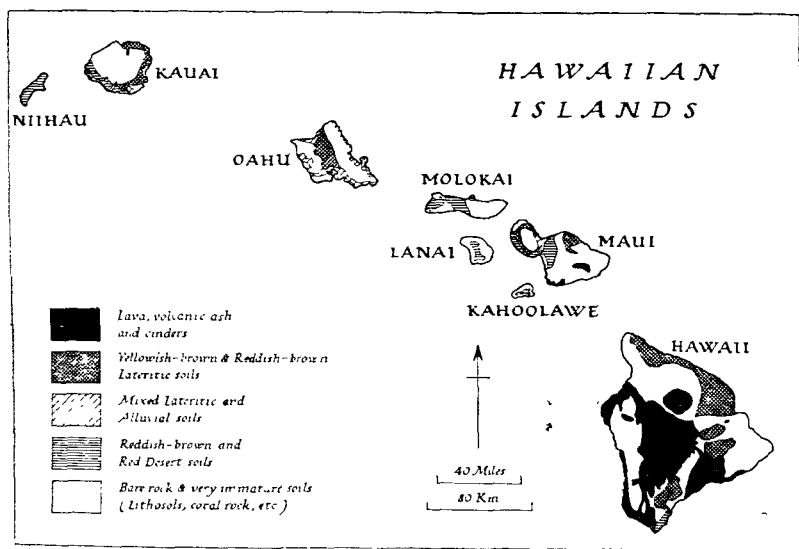 HAWAIIAN
ISLANDS
KAUAI
NIIHAU
OAHU
MOLOKAI
LANAI
MAUI
KAHOOLAWE
HAWAII
Lava, volcanic ash
and cinders
Yellowish-brown & Reddish-brown
Lateritic soils
Mixed Lateritic and
Alluvial soils
Reddish-brown and
Red Desert soils
Bare rock & very immature soils
(Lithosols, coral rock, etc)
40 Miles
80 Km